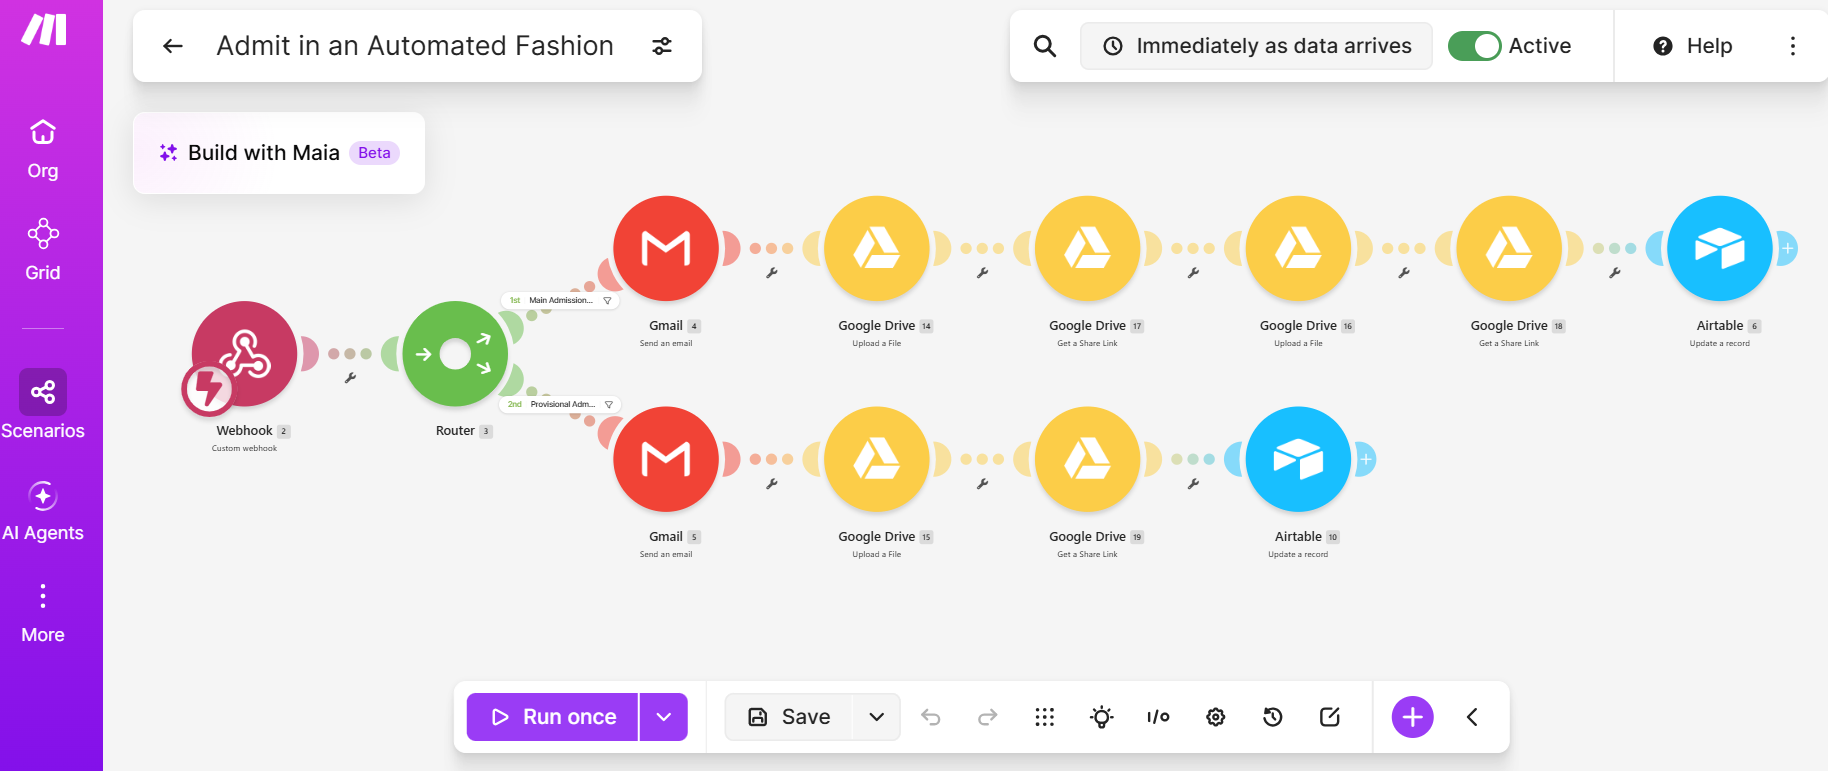 Admit in an Automated Fashion
Immediately as data arrives
Active
Help
Build with Maia Beta
Org
Grid
Scenarios
AI Agents
More
Webhook 2
Custom webhook
Router 3
1st Main Admission...
2nd Provisional Adm...
Gmail 4
Send an email
Google Drive 14
Upload a File
Google Drive 17
Get a Share Link
Google Drive 16
Upload a File
Google Drive 18
Get a Share Link
Airtable 6
Update a record
Gmail 5
Send an email
Google Drive 15
Upload a File
Google Drive 19
Get a Share Link
Airtable 10
Update a record
Run once
Save